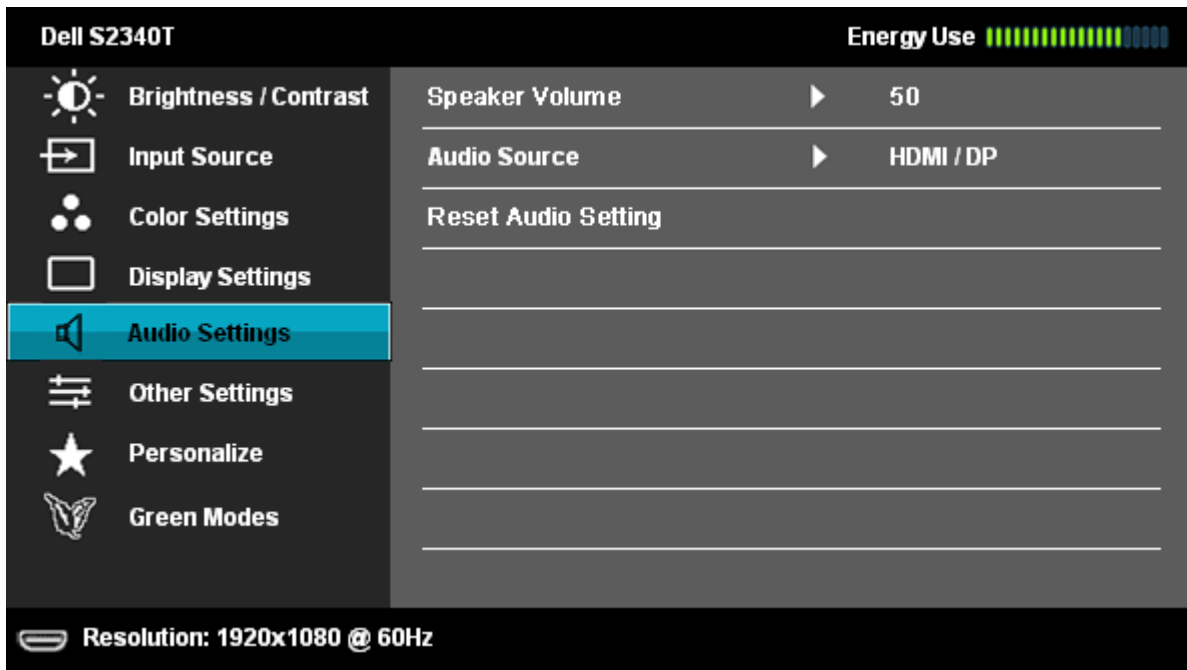 Dell S2340T
Energy Use
Brightness / Contrast
Speaker Volume 50
Input Source
Audio Source HDMI / DP
Color Settings
Reset Audio Setting
Display Settings
Audio Settings
Other Settings
Personalize
Green Modes
Resolution: 1920x1080 @ 60Hz